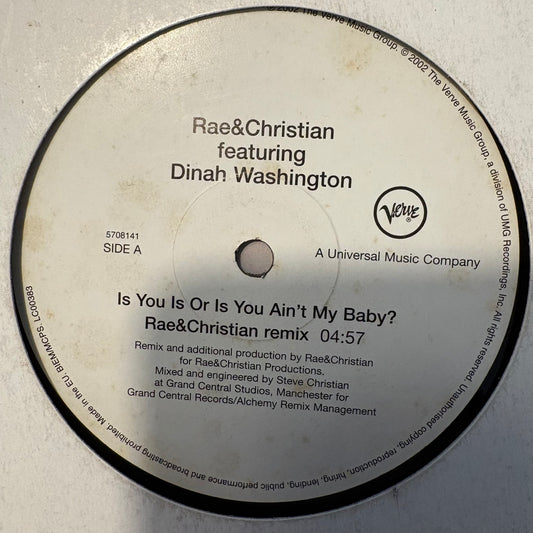 Rae&Christian
featuring
Dinah Washington
Verve®
5708141
SIDE A
A Universal Music Company
Is You Is Or Is You Ain't My Baby?
Rae&Christian remix 04:57
Remix and additional production by Rae&Christian
for Rae&Christian Productions.
Mixed and engineered by Steve Christian
at Grand Central Studios, Manchester for
Grand Central Records/Alchemy Remix Management
2002 The Verve Music Group. © 2002 The Verve Music Group, a division of UMG Recordings, Inc. All rights reserved. Unauthorised copying, reproduction, hiring, lending, public performance and broadcasting prohibited. Made in the EU. BIEM/MCPS. LC00383